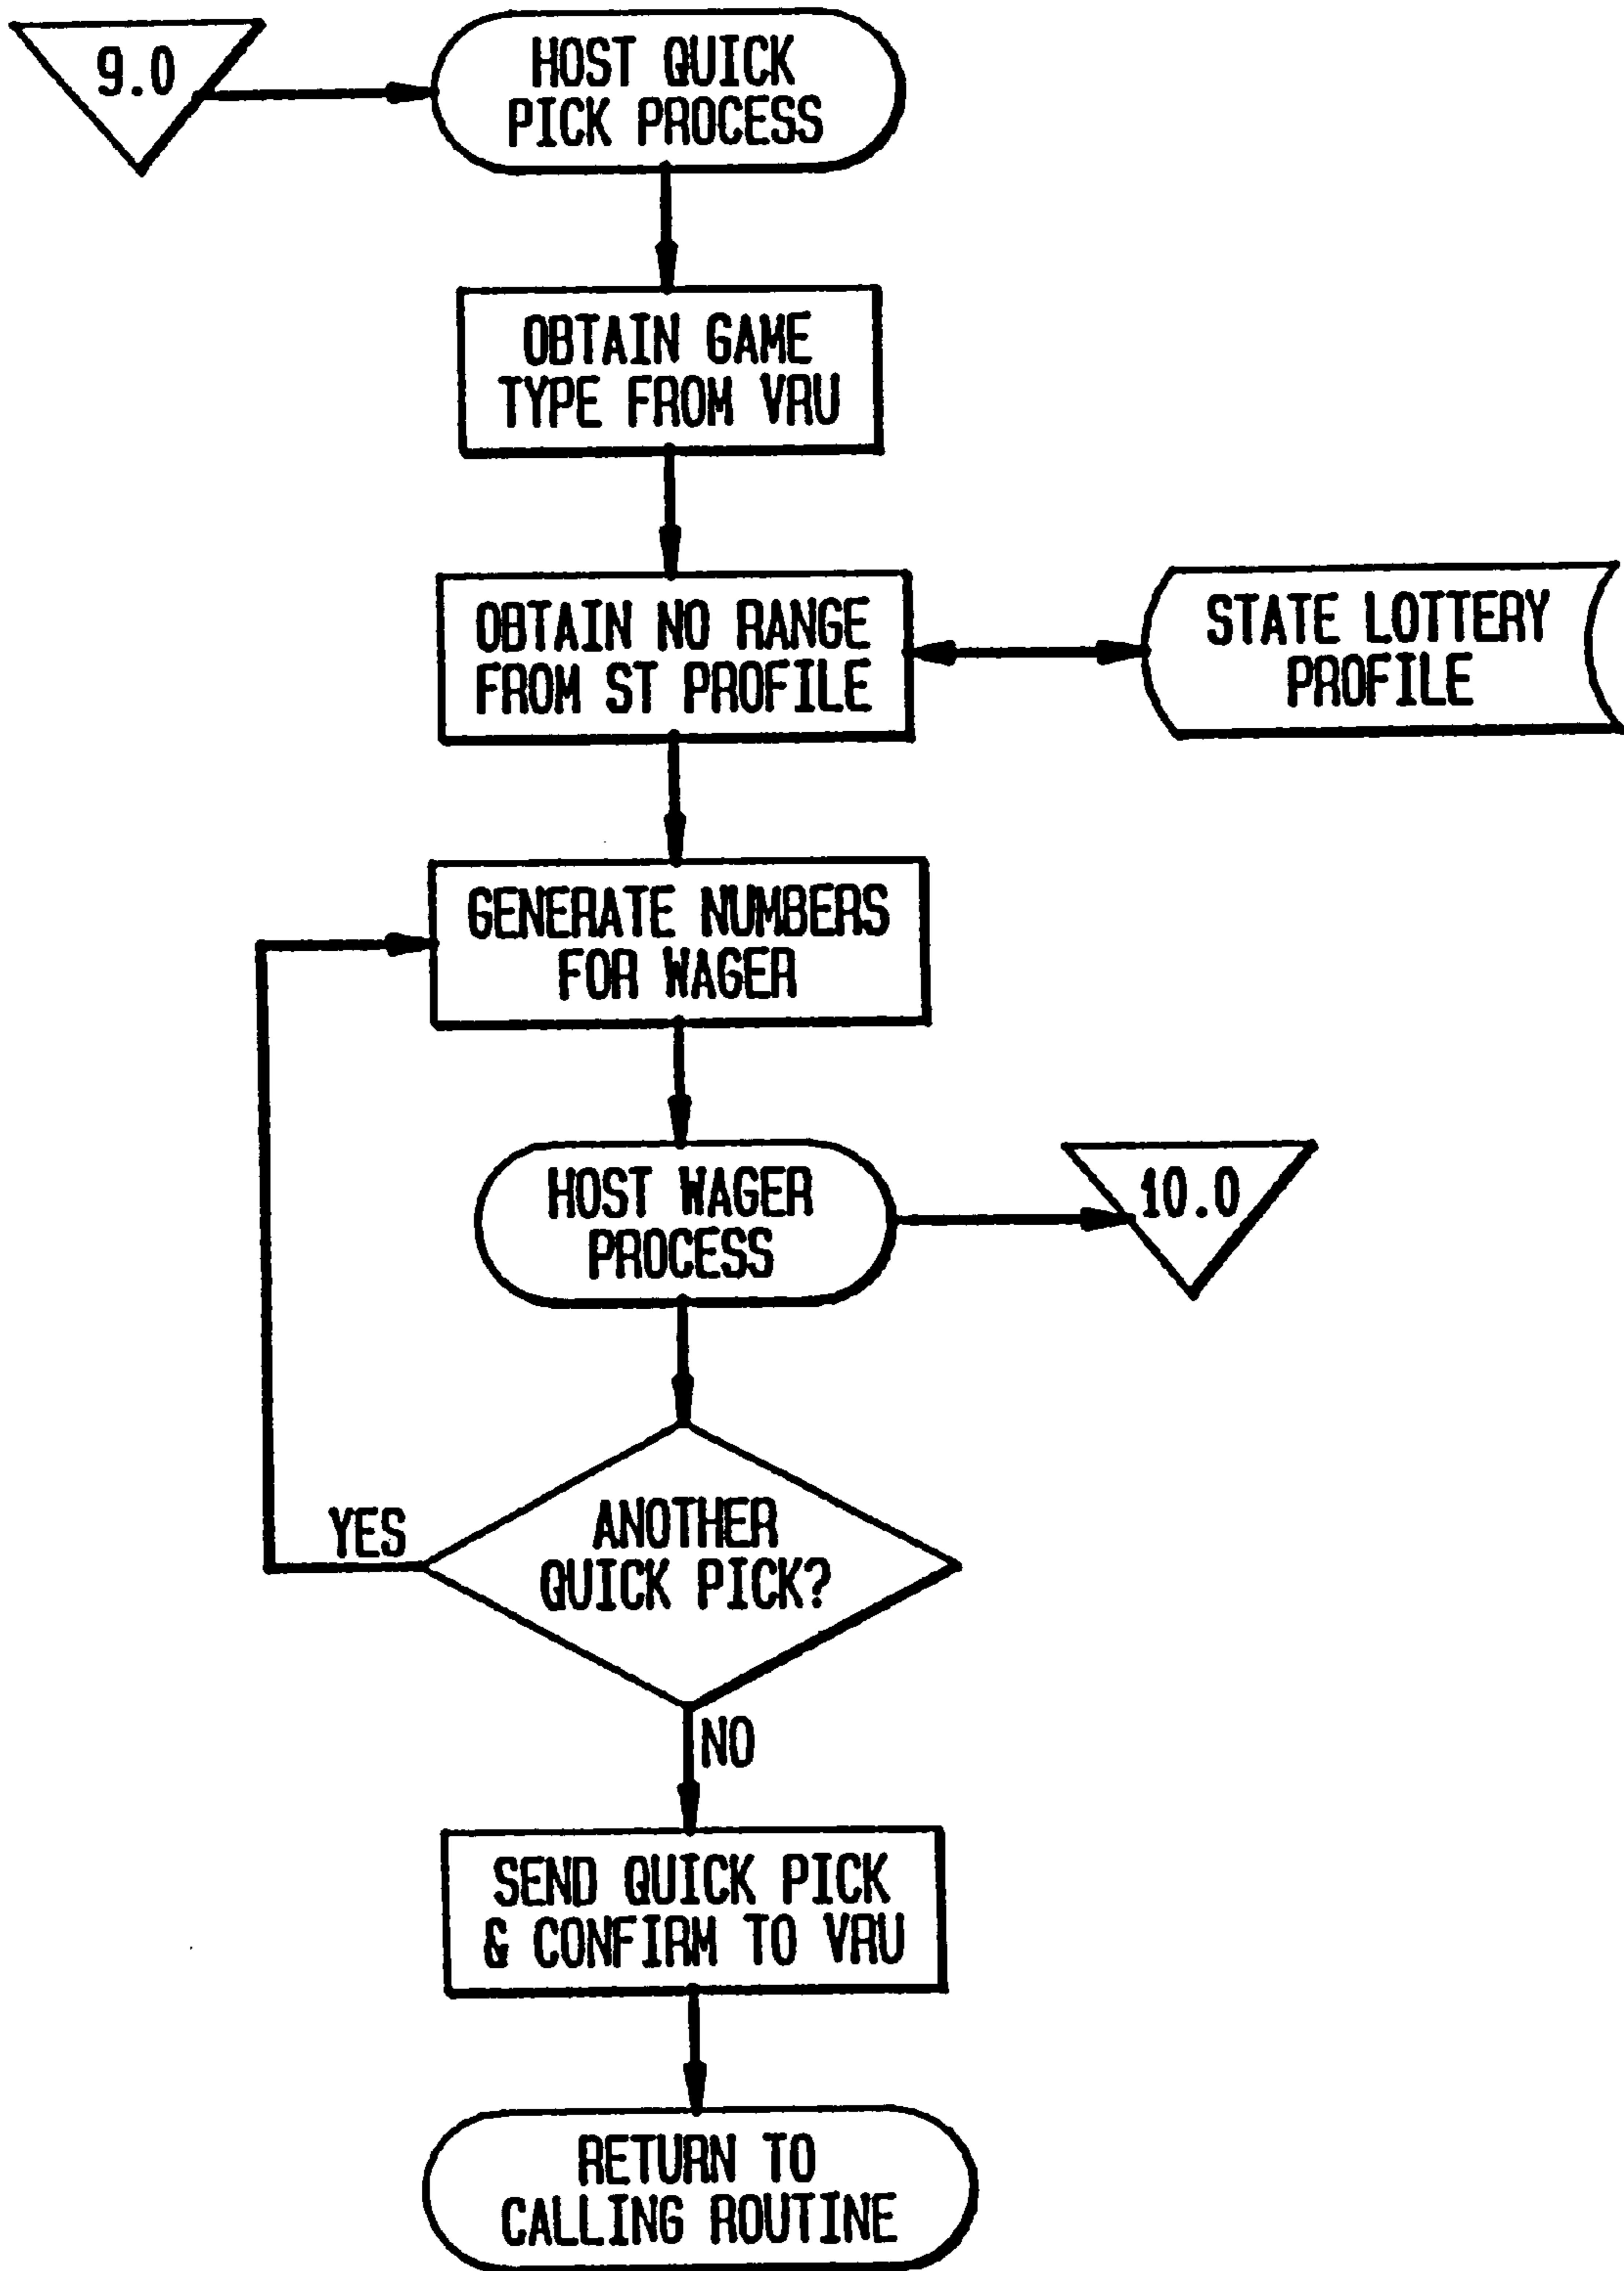 9.0
HOST QUICK
PICK PROCESS
OBTAIN GAME
TYPE FROM VRU
OBTAIN NO RANGE
FROM ST PROFILE
STATE LOTTERY
PROFILE
GENERATE NUMBERS
FOR WAGER
HOST WAGER
PROCESS
10.0
ANOTHER
QUICK PICK?
YES
NO
SEND QUICK PICK
& CONFIRM TO VRU
RETURN TO
CALLING ROUTINE